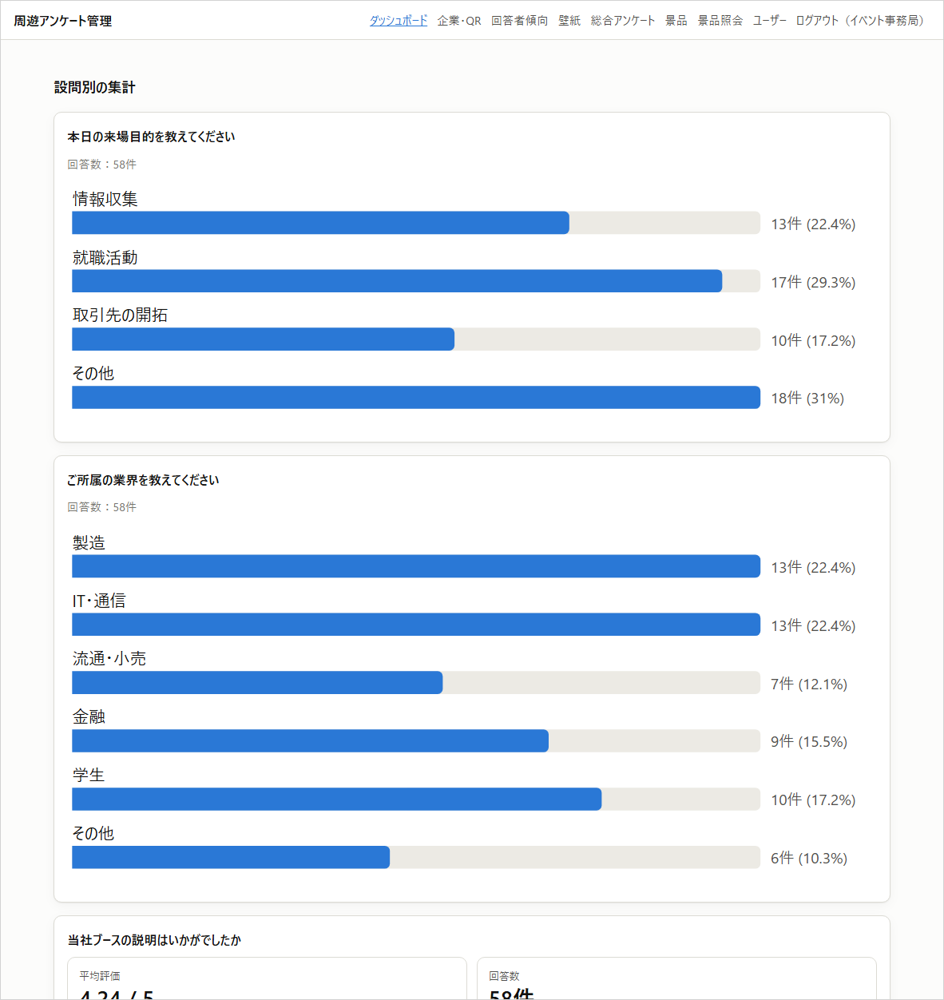 周遊アンケート管理
ダッシュボード 企業・QR 回答者傾向 壁紙 総合アンケート 景品 景品照会 ユーザー ログアウト（イベント事務局）
設問別の集計
本日の来場目的を教えてください
回答数：58件
情報収集
13件 (22.4%)
就職活動
17件 (29.3%)
取引先の開拓
10件 (17.2%)
その他
18件 (31%)
ご所属の業界を教えてください
回答数：58件
製造
13件 (22.4%)
IT・通信
13件 (22.4%)
流通・小売
7件 (12.1%)
金融
9件 (15.5%)
学生
10件 (17.2%)
その他
6件 (10.3%)
当社ブースの説明はいかがでしたか
平均評価
4.24 / 5
回答数
58件